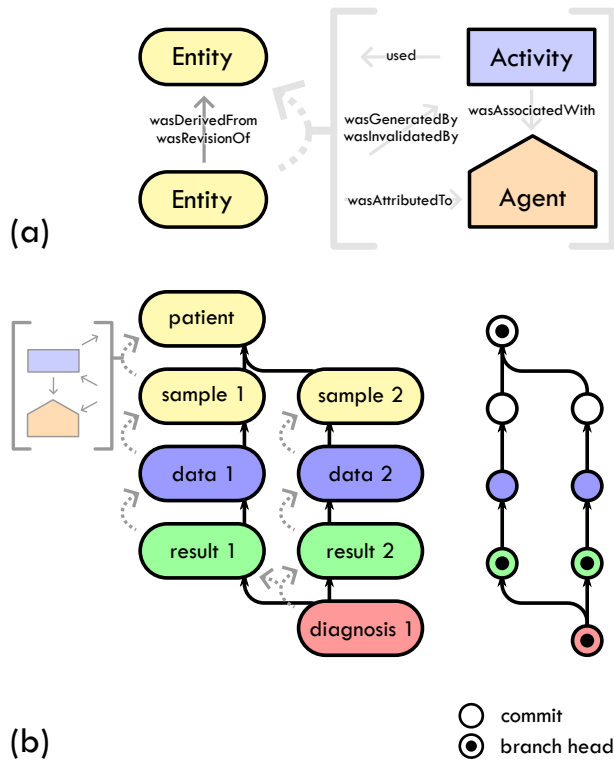 Entity
used
Activity
wasDerivedFrom
wasRevisionOf
wasGeneratedBy
wasInvalidatedBy
wasAssociatedWith
Entity
wasAttributedTo
Agent
(a)
patient
sample 1
sample 2
data 1
data 2
result 1
result 2
diagnosis 1
commit
(b)
branch head